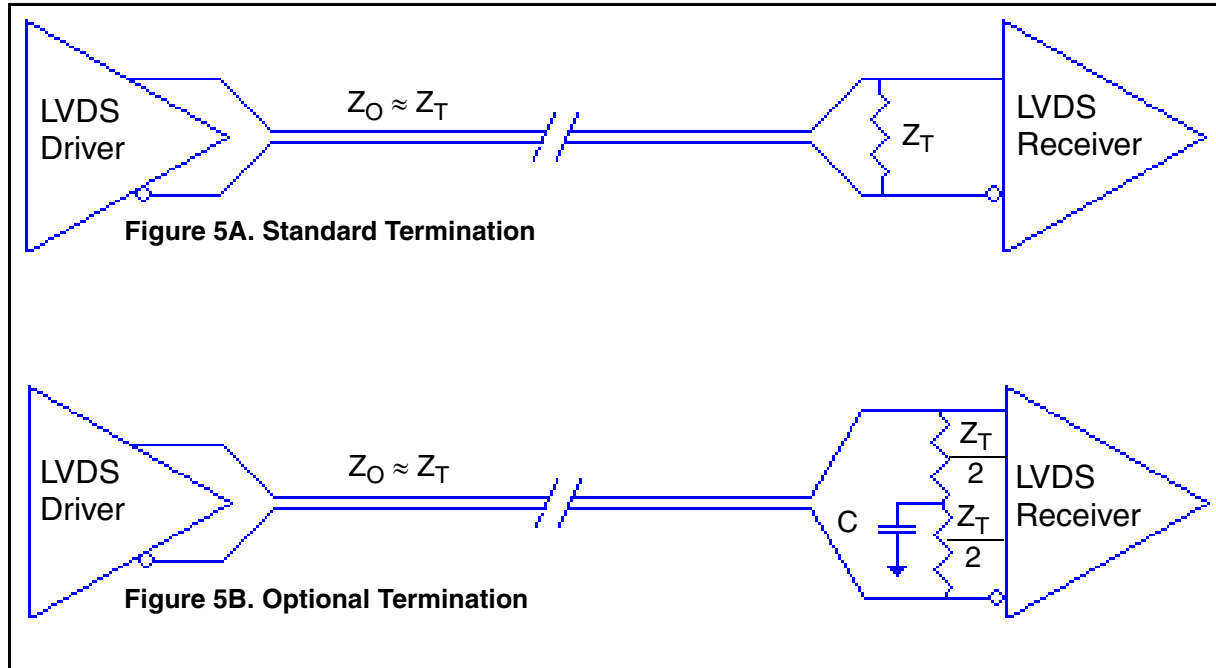 LVDS
Driver
Z_O ≈ Z_T
Z_T
LVDS
Receiver
Figure 5A. Standard Termination
LVDS
Driver
Z_O ≈ Z_T
C
Z_T
2
Z_T
2
LVDS
Receiver
Figure 5B. Optional Termination